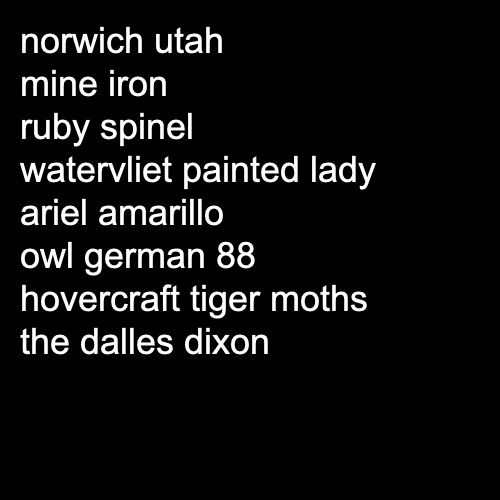 norwich utah
mine iron
ruby spinel
watervliet painted lady
ariel amarillo
owl german 88
hovercraft tiger moths
the dalles dixon